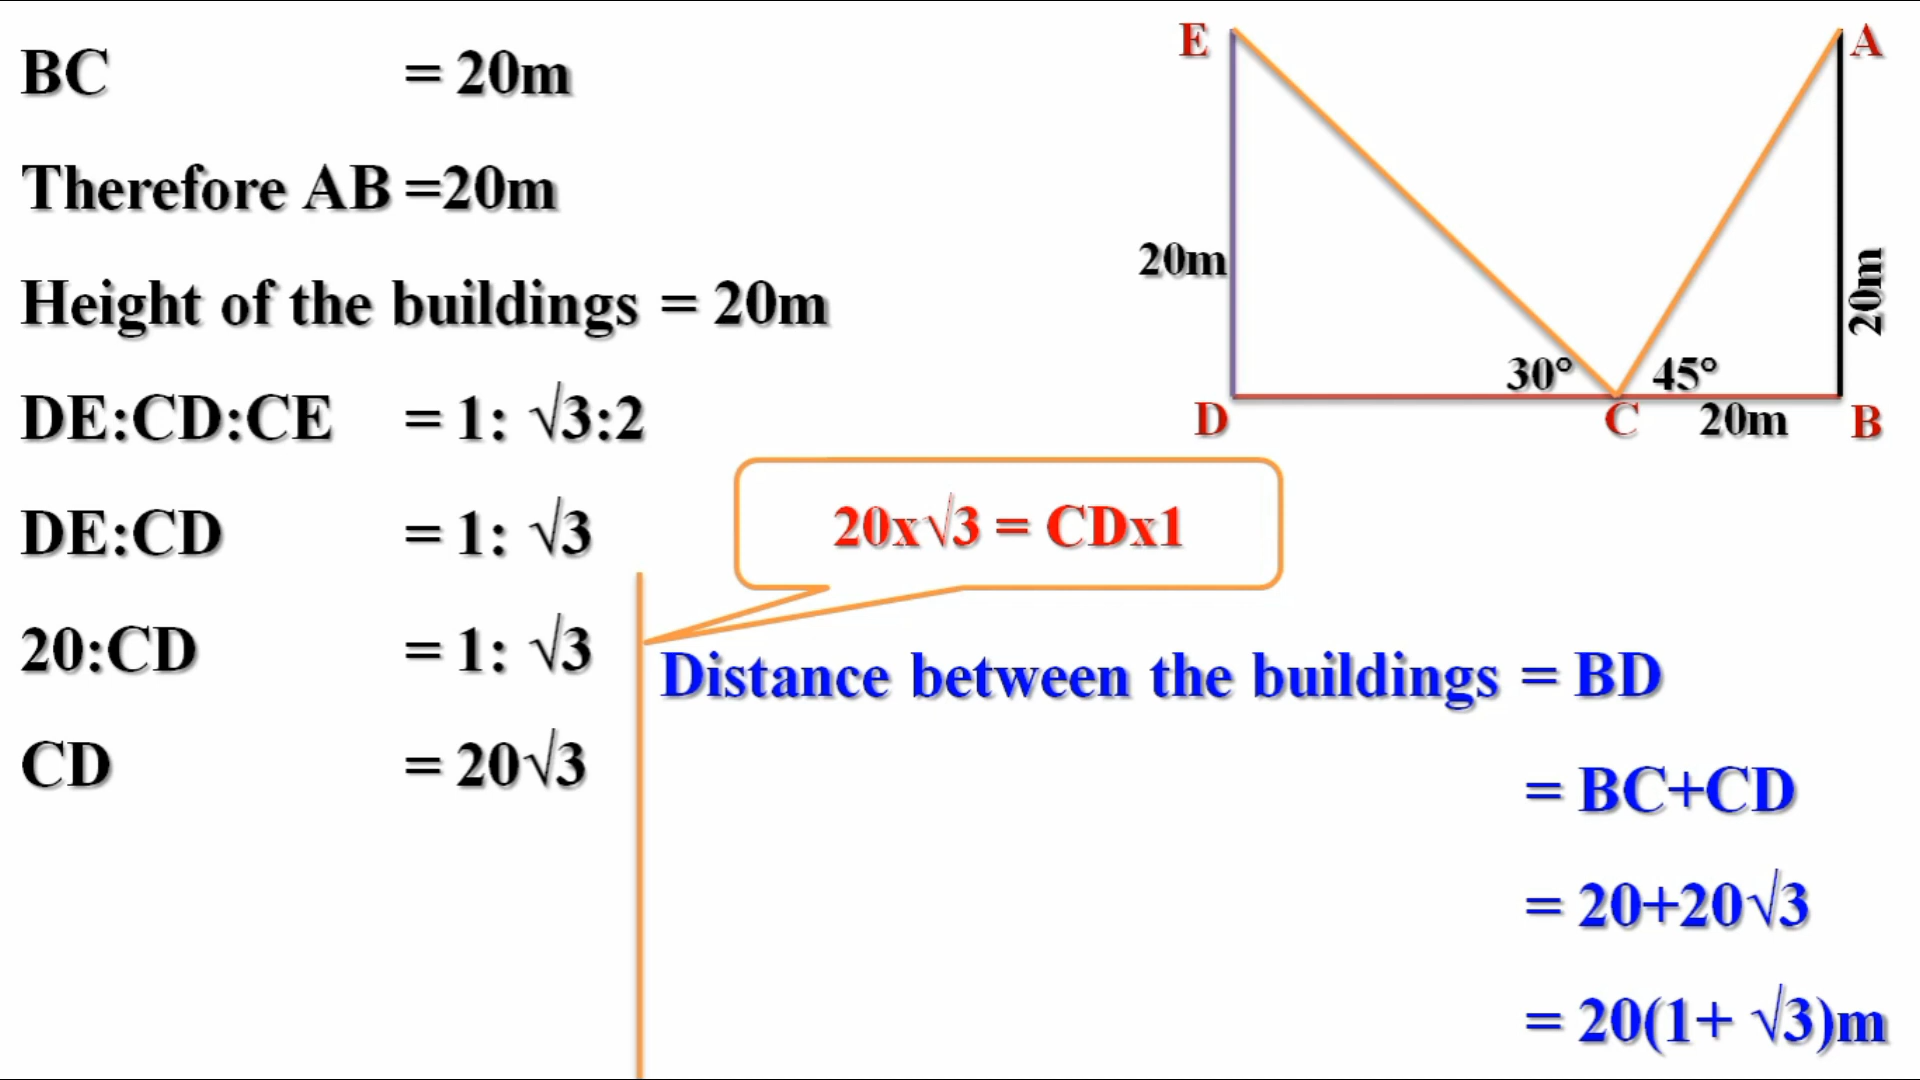 BC = 20m
Therefore AB =20m
Height of the buildings = 20m
DE:CD:CE = 1: √3:2
DE:CD = 1: √3
20:CD = 1: √3
CD = 20√3
E
A
20m
20m
30°
45°
D
C
20m
B
20x√3 = CDx1
Distance between the buildings = BD
= BC+CD
= 20+20√3
= 20(1+ √3)m